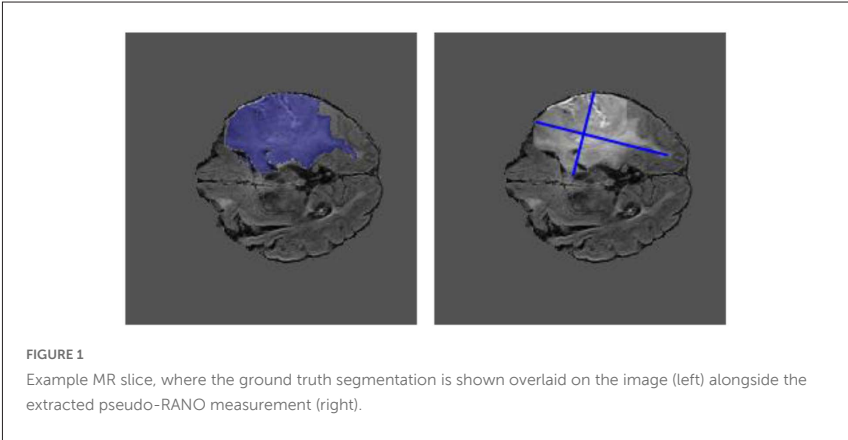 FIGURE 1
Example MR slice, where the ground truth segmentation is shown overlaid on the image (left) alongside the
extracted pseudo-RANO measurement (right).